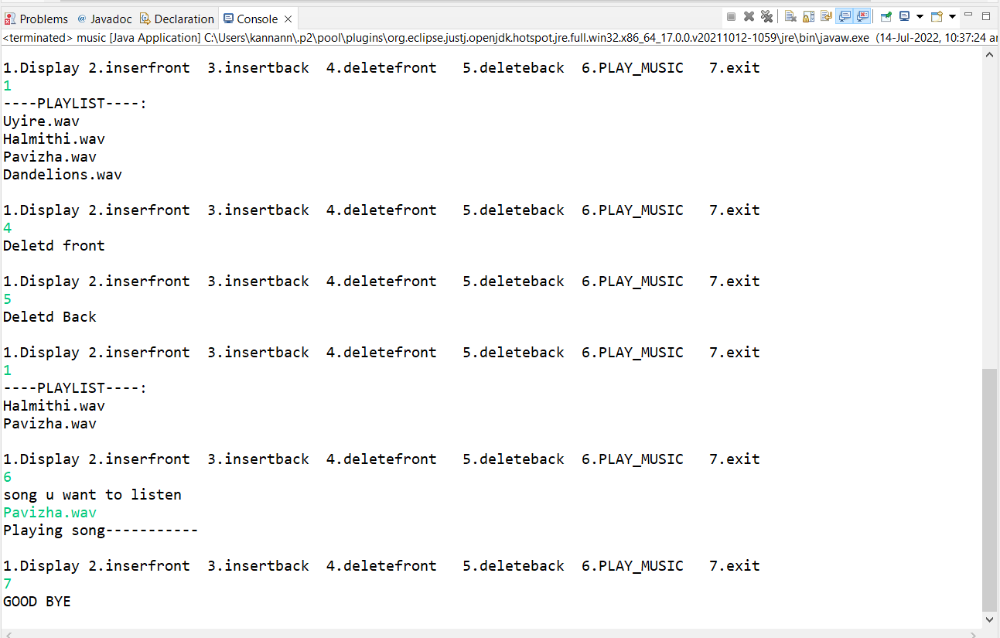 Problems @ Javadoc Declaration Console
<terminated> music [Java Application] C:\Users\kannann\.p2\pool\plugins\org.eclipse.justj.openjdk.hotspot.jre.full.win32.x86_64_17.0.0.v20211012-1059\jre\bin\javaw.exe (14-Jul-2022, 10:37:24 a
1.Display 2.inserfront  3.insertback  4.deletefront   5.deleteback  6.PLAY_MUSIC   7.exit
1
----PLAYLIST----:
Uyire.wav
Halmithi.wav
Pavizha.wav
Dandelions.wav
1.Display 2.inserfront  3.insertback  4.deletefront   5.deleteback  6.PLAY_MUSIC   7.exit
4
Deletd front
1.Display 2.inserfront  3.insertback  4.deletefront   5.deleteback  6.PLAY_MUSIC   7.exit
5
Deletd Back
1.Display 2.inserfront  3.insertback  4.deletefront   5.deleteback  6.PLAY_MUSIC   7.exit
1
----PLAYLIST----:
Halmithi.wav
Pavizha.wav
1.Display 2.inserfront  3.insertback  4.deletefront   5.deleteback  6.PLAY_MUSIC   7.exit
6
song u want to listen
Pavizha.wav
Playing song-----------
1.Display 2.inserfront  3.insertback  4.deletefront   5.deleteback  6.PLAY_MUSIC   7.exit
7
GOOD BYE